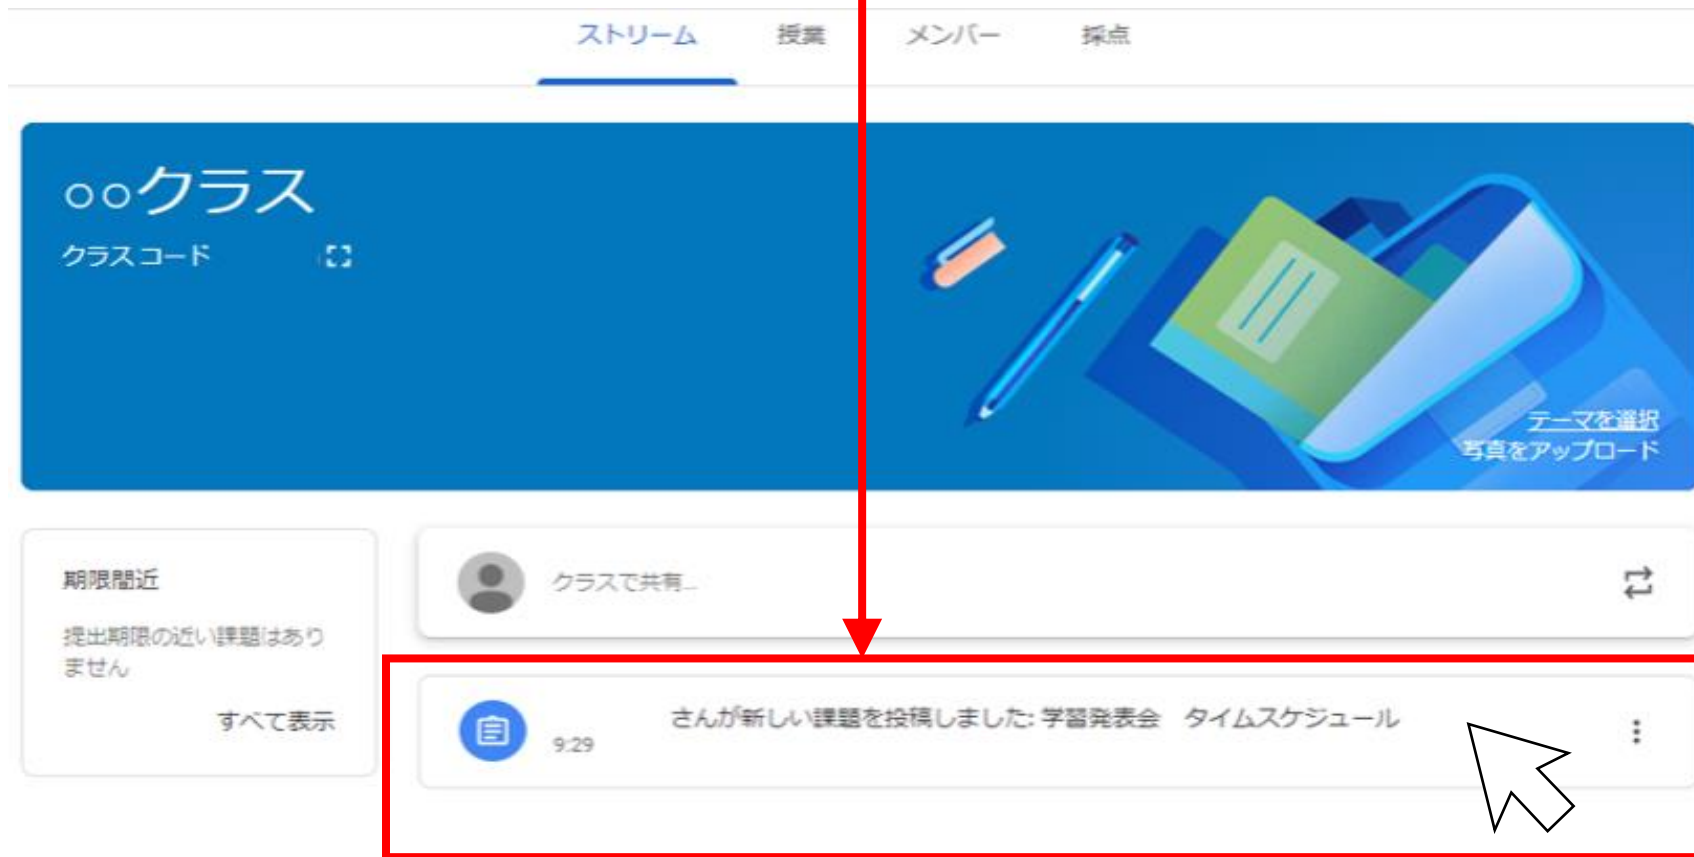 ストリーム 授業 メンバー 採点
○○クラス
クラス コード
テーマを選択
写真をアップロード
期限間近
提出期限の近い課題はあり
ません
すべて表示
クラスで共有...
さんが新しい課題を投稿しました: 学習発表会　タイムスケジュール
9:29